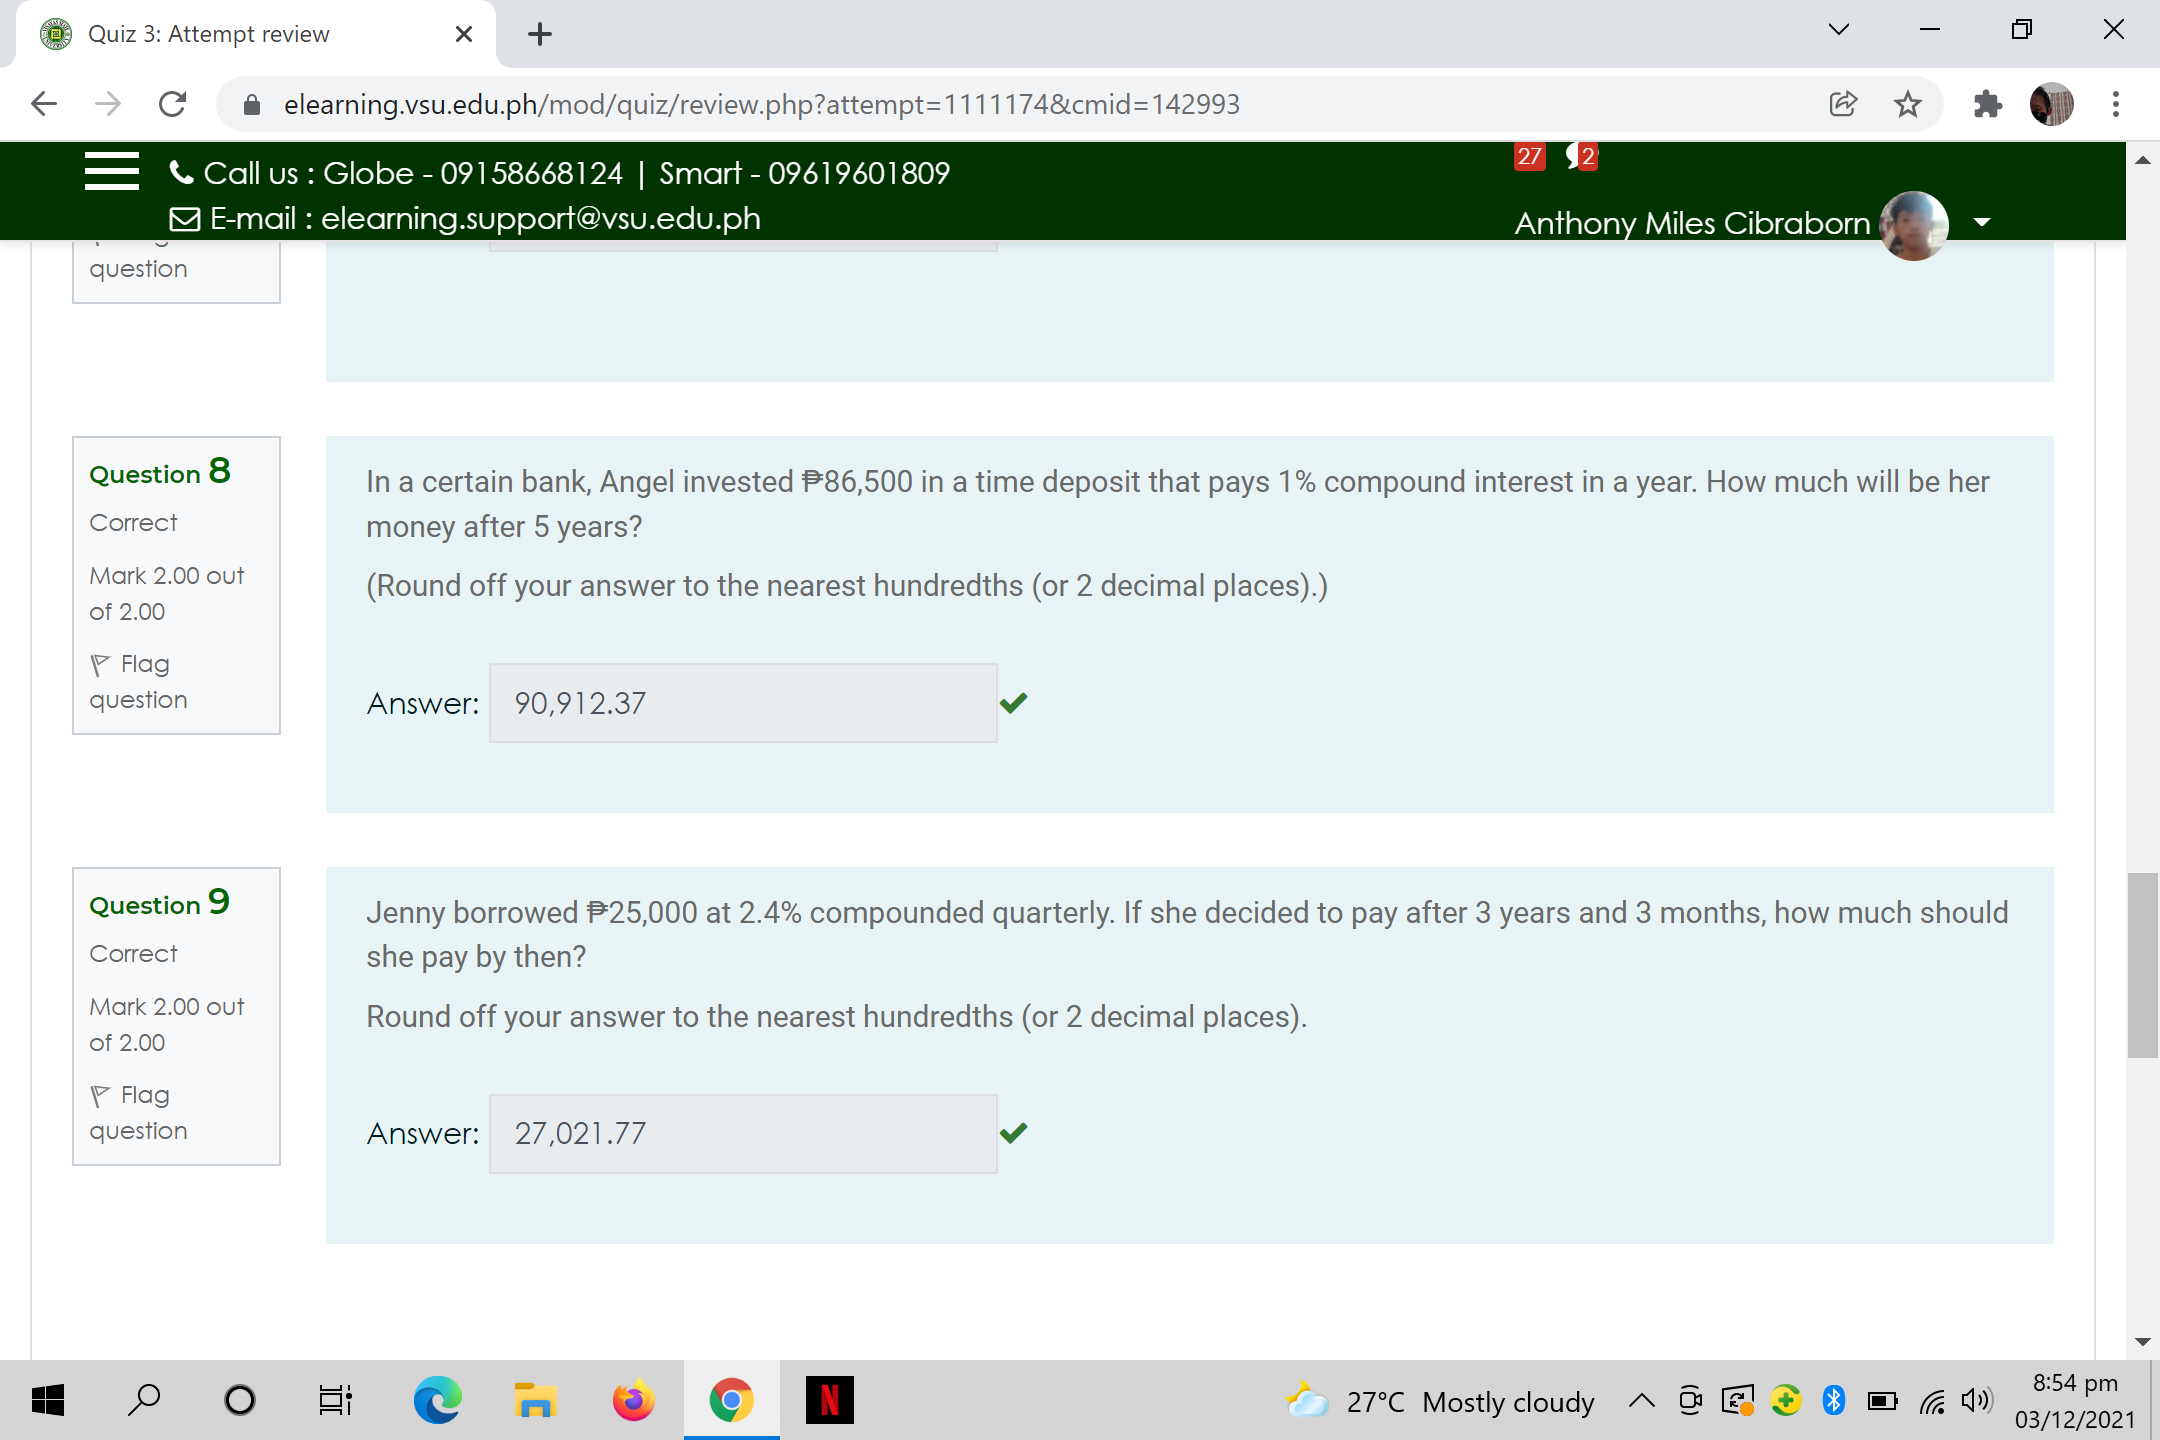 Quiz 3: Attempt review
elearning.vsu.edu.ph/mod/quiz/review.php?attempt=1111174&cmid=142993
Call us : Globe - 09158668124 | Smart - 09619601809
27 2
E-mail : elearning.support@vsu.edu.ph
Anthony Miles Cibraborn
question
Question 8
Correct
Mark 2.00 out
of 2.00
Flag
question
In a certain bank, Angel invested ₱86,500 in a time deposit that pays 1% compound interest in a year. How much will be her
money after 5 years?
(Round off your answer to the nearest hundredths (or 2 decimal places).)
Answer: 90,912.37
Question 9
Correct
Mark 2.00 out
of 2.00
Flag
question
Jenny borrowed ₱25,000 at 2.4% compounded quarterly. If she decided to pay after 3 years and 3 months, how much should
she pay by then?
Round off your answer to the nearest hundredths (or 2 decimal places).
Answer: 27,021.77
N
27°C Mostly cloudy
8:54 pm
03/12/2021